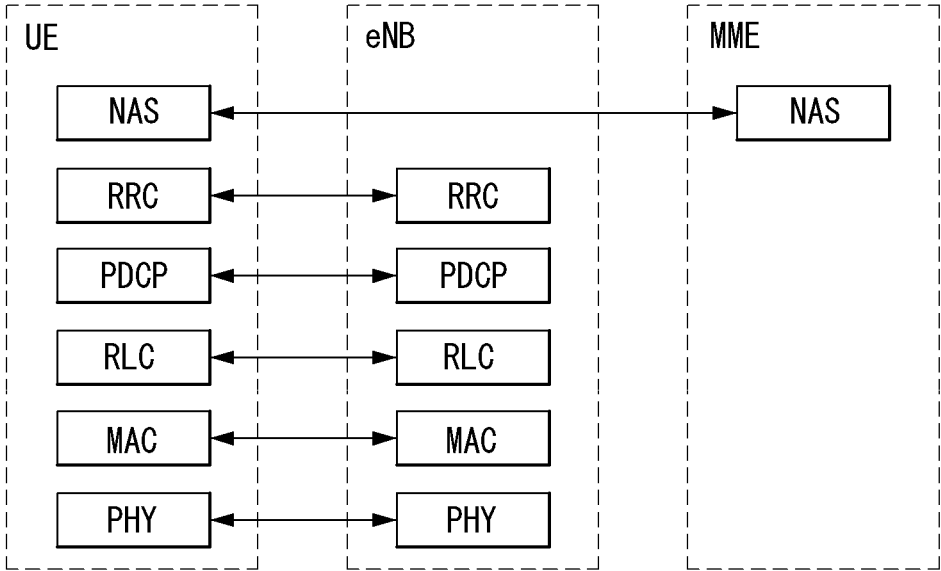 UE eNB MME
NAS NAS
RRC RRC
PDCP PDCP
RLC RLC
MAC MAC
PHY PHY